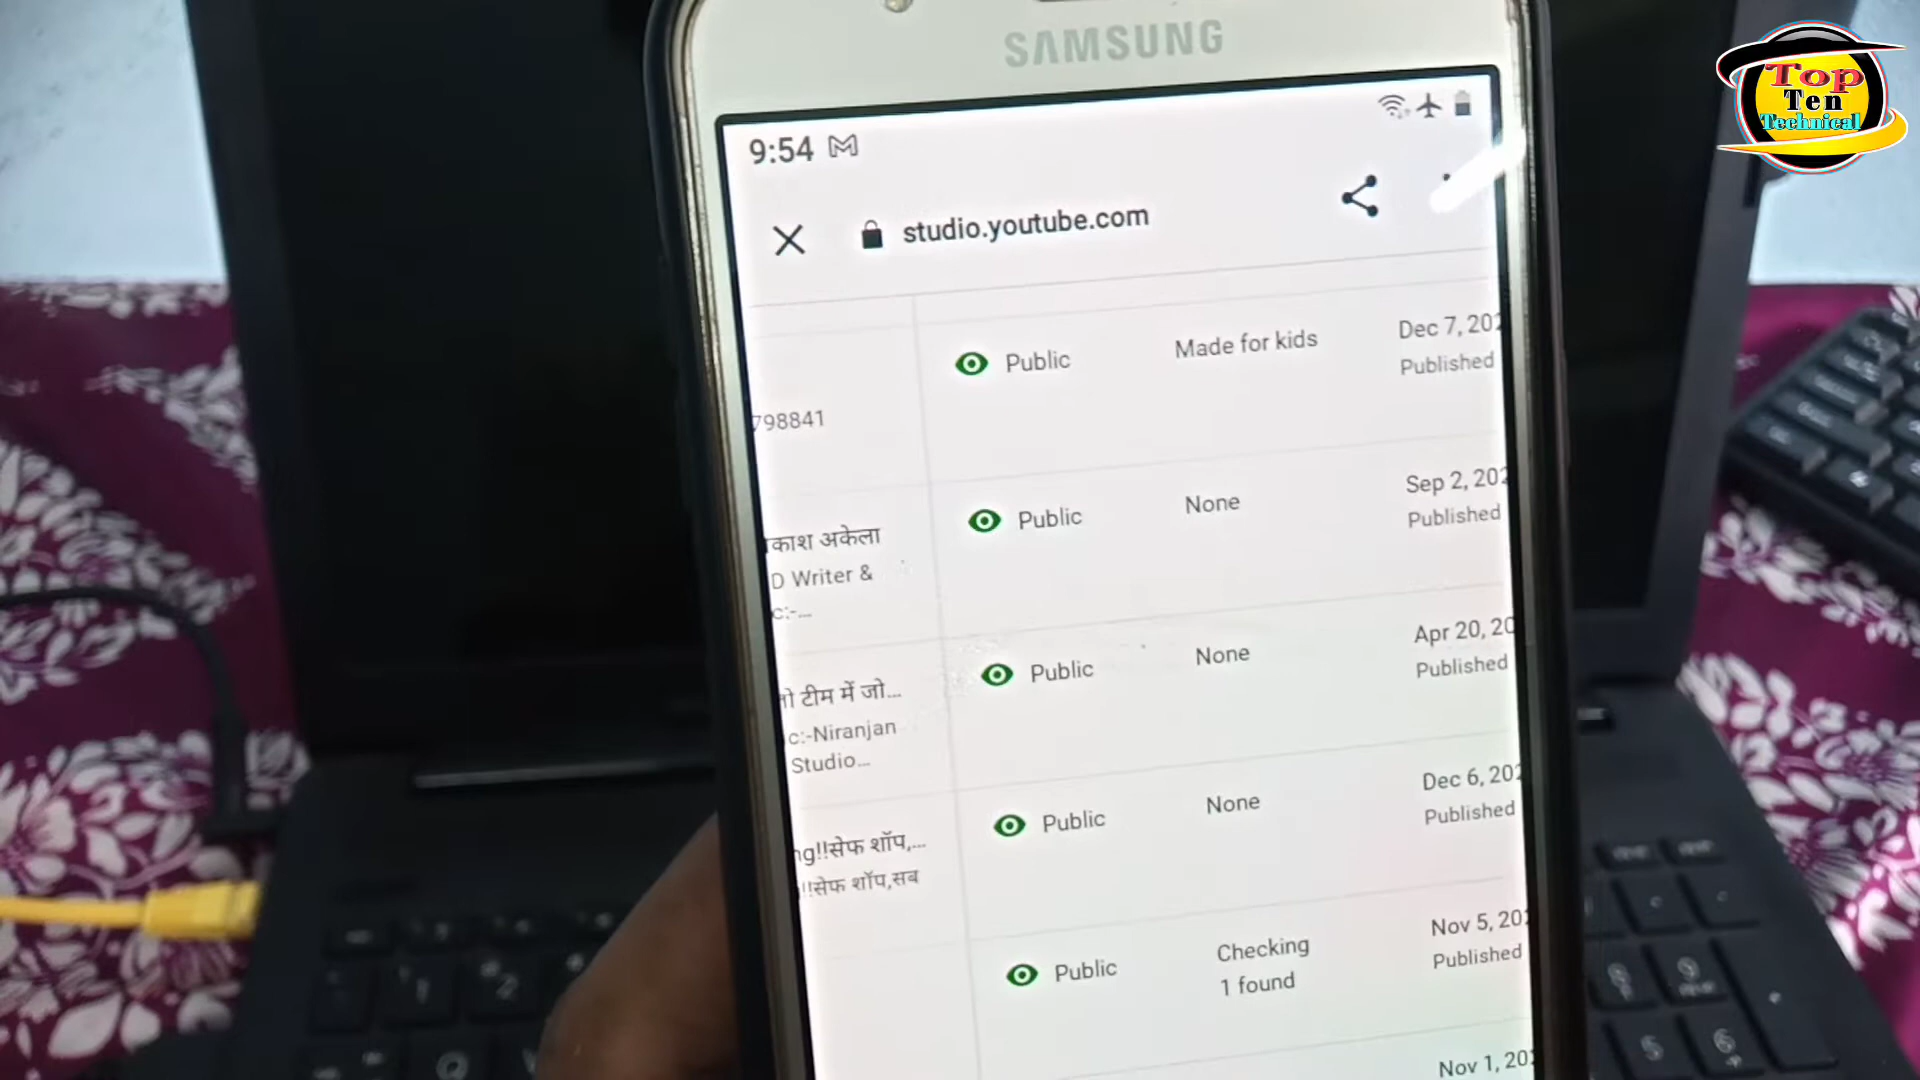 SAMSUNG
Top
Ten
Technical
9:54
studio.youtube.com
Public
Made for kids
Dec 7, 202
Published
798841
Public
None
Sep 2, 202
Published
काश अकेला
D Writer &
c:-...
Public
None
Apr 20, 20
Published
टीम में जो...
c:-Niranjan
Studio...
Public
None
Dec 6, 202
Published
ng!!सेफ शॉप,...
!!सेफ शॉप,सब
Public
Checking
1 found
Nov 5, 202
Published
Nov 1, 202